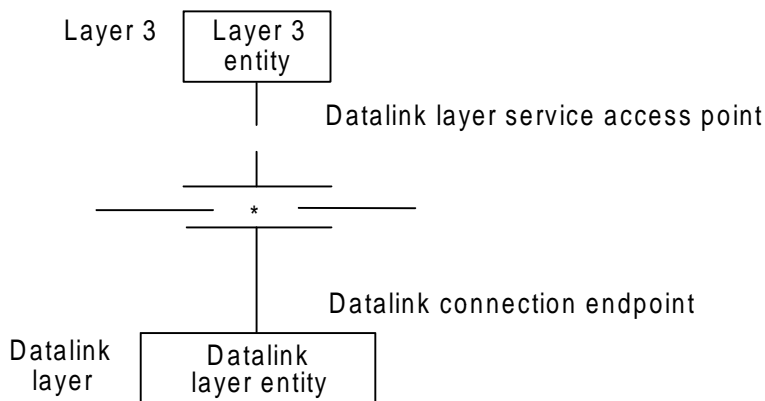 Layer 3
Layer 3
entity
Datalink layer service access point
*
Datalink connection endpoint
Datalink
layer
Datalink
layer entity